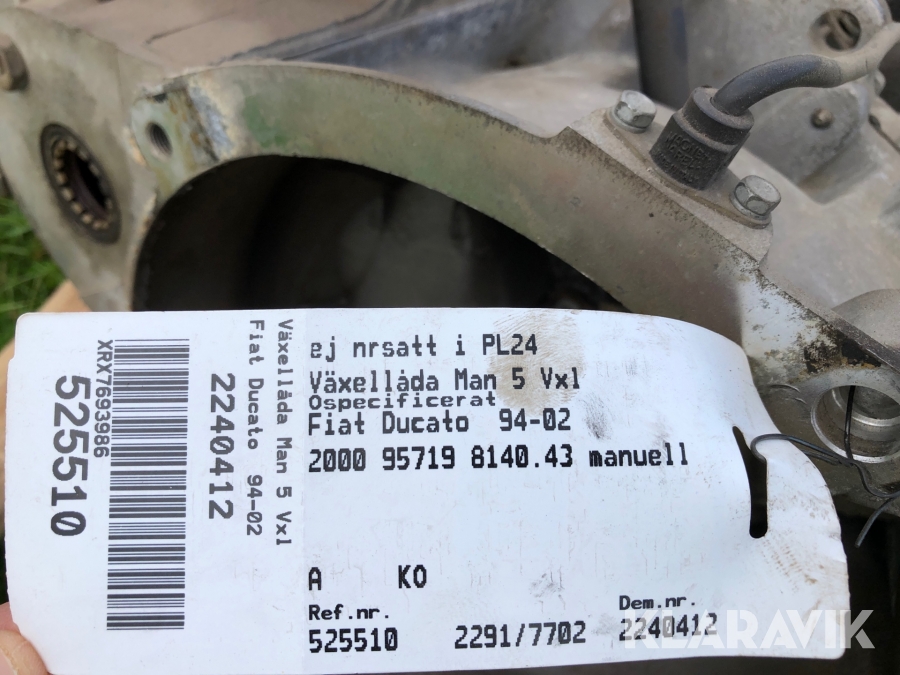 ej nrsatt i PL24
Växellåda Man 5 Vxl
Ospecificerat
Fiat Ducato 94-02
2000 95719 8140.43 manuell
A KO
Ref.nr.
525510
2291/7702
Dem.nr.
2240412
Växellåda Man 5 Vxl
Fiat Ducato 94-02
2240412
XRX7693986
525510
KLARAVIK